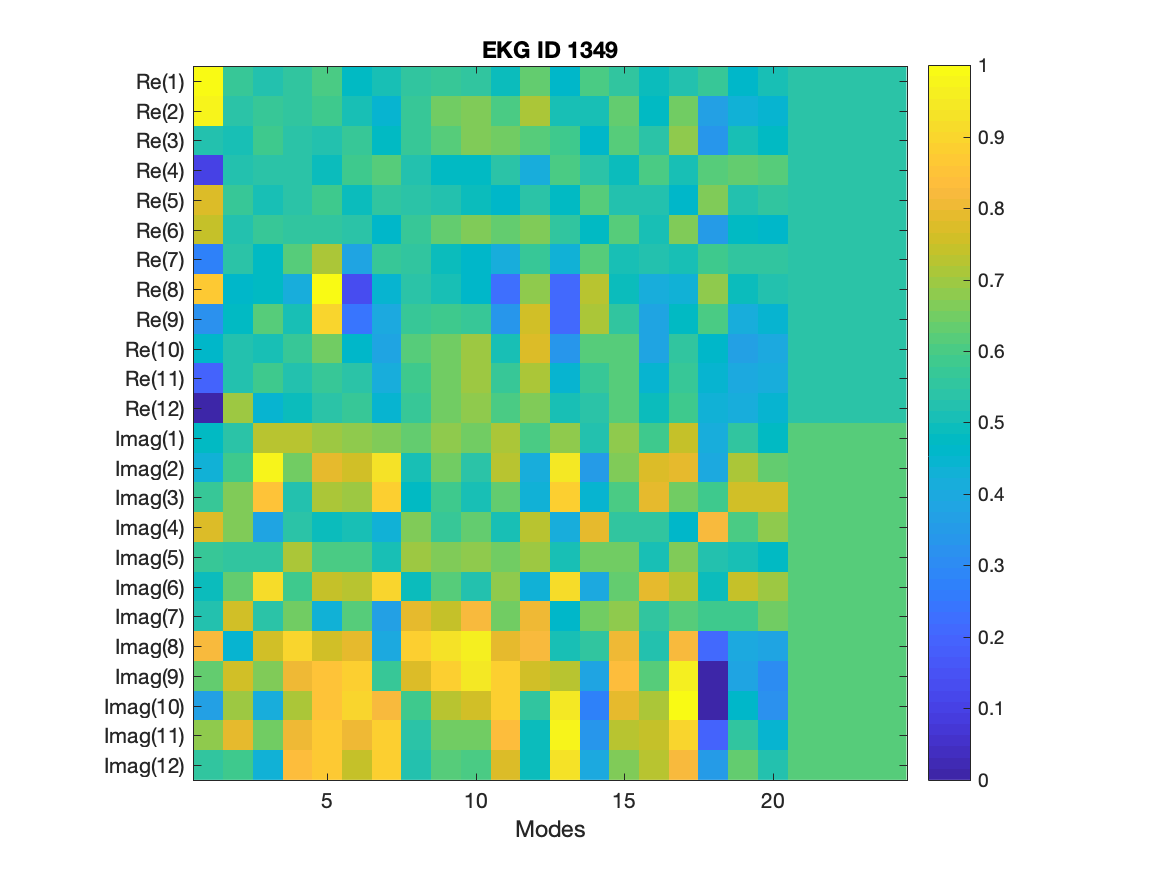 EKG ID 1349
Re(1)
Re(2)
Re(3)
Re(4)
Re(5)
Re(6)
Re(7)
Re(8)
Re(9)
Re(10)
Re(11)
Re(12)
Imag(1)
Imag(2)
Imag(3)
Imag(4)
Imag(5)
Imag(6)
Imag(7)
Imag(8)
Imag(9)
Imag(10)
Imag(11)
Imag(12)
5 10 15 20
Modes
1
0.9
0.8
0.7
0.6
0.5
0.4
0.3
0.2
0.1
0